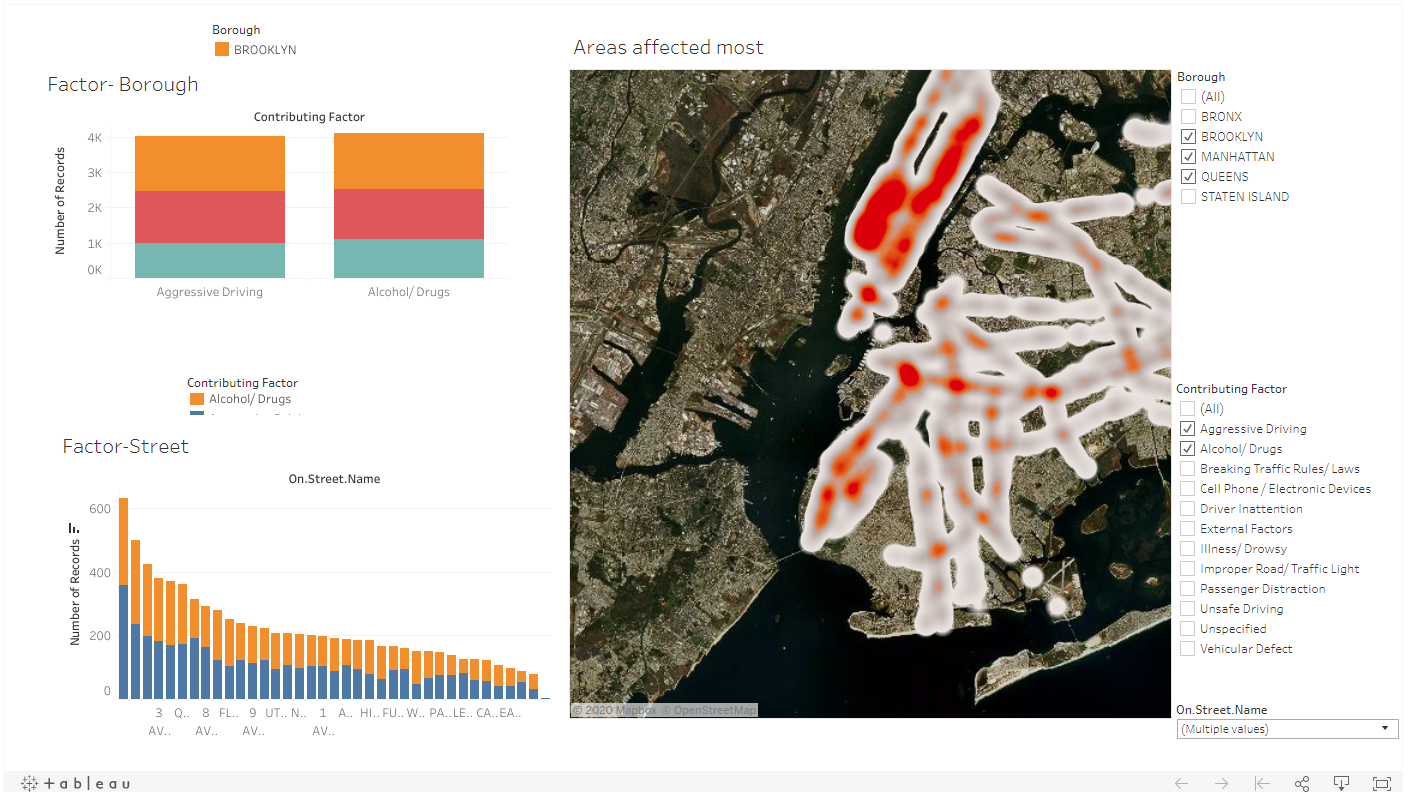 Borough
BROOKLYN
Factor- Borough
Contributing Factor
Number of Records
4K
3K
2K
1K
0K
Aggressive Driving
Alcohol/ Drugs
Contributing Factor
Alcohol/ Drugs
Factor-Street
On.Street.Name
Number of Records
600
400
200
0
3 AV..
Q..
8 AV..
FL..
9 AV..
UT..
N..
1 AV..
A..
HI..
FU..
W..
PA..
LE..
CA..
EA..
Areas affected most
© 2020 Mapbox © OpenStreetMap
Borough
(All)
BRONX
BROOKLYN
MANHATTAN
QUEENS
STATEN ISLAND
Contributing Factor
(All)
Aggressive Driving
Alcohol/ Drugs
Breaking Traffic Rules/ Laws
Cell Phone / Electronic Devices
Driver Inattention
External Factors
Illness/ Drowsy
Improper Road/ Traffic Light
Passenger Distraction
Unsafe Driving
Unspecified
Vehicular Defect
On.Street.Name
(Multiple values)
+ableau